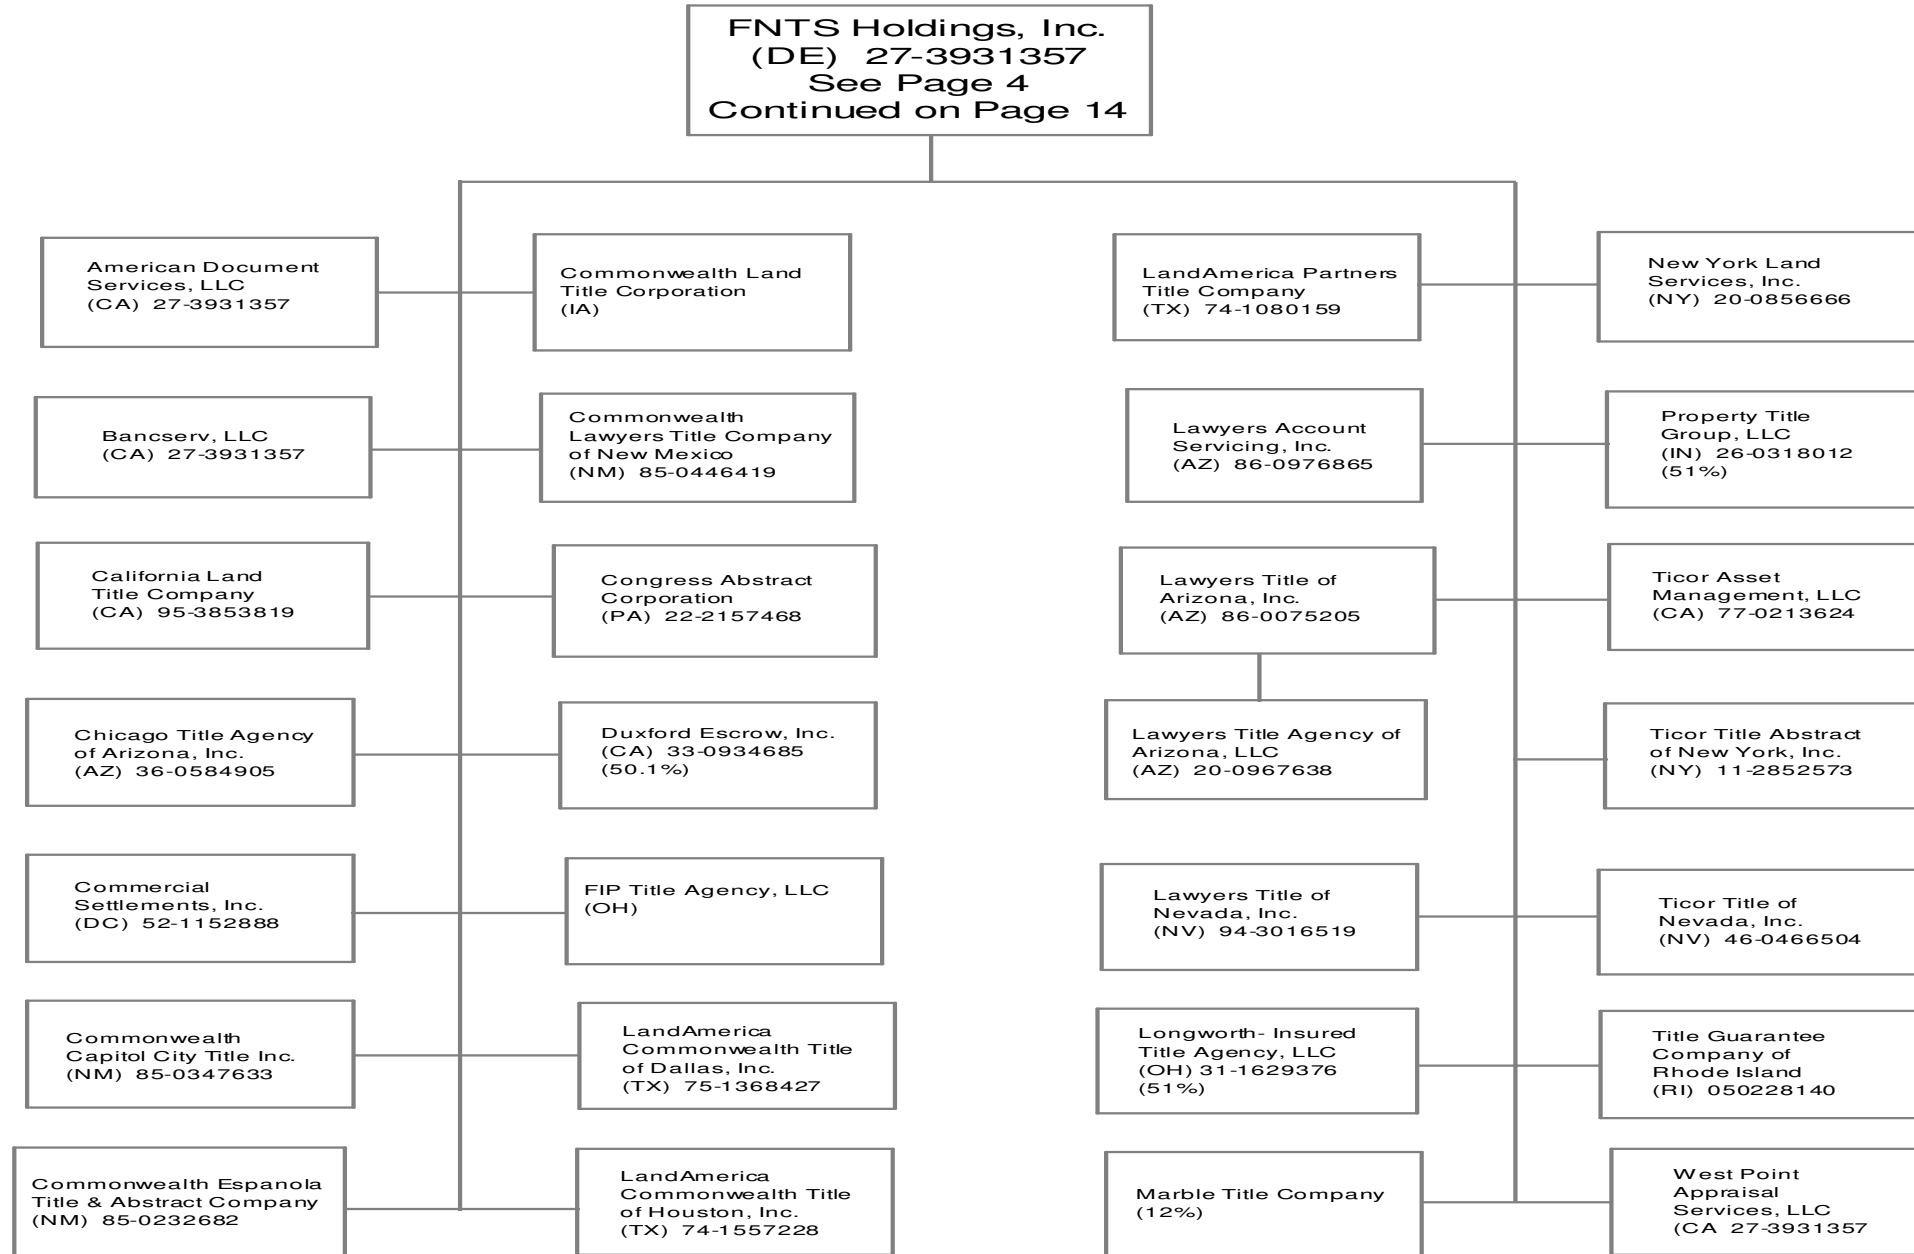 FNTS Holdings, Inc.
(DE) 27-3931357
See Page 4
Continued on Page 14
American Document
Services, LLC
(CA) 27-3931357
Commonwealth Land
Title Corporation
(IA)
LandAmerica Partners
Title Company
(TX) 74-1080159
New York Land
Services, Inc.
(NY) 20-0856666
Bancserv, LLC
(CA) 27-3931357
Commonwealth
Lawyers Title Company
of New Mexico
(NM) 85-0446419
Lawyers Account
Servicing, Inc.
(AZ) 86-0976865
Property Title
Group, LLC
(IN) 26-0318012
(51%)
California Land
Title Company
(CA) 95-3853819
Congress Abstract
Corporation
(PA) 22-2157468
Lawyers Title of
Arizona, Inc.
(AZ) 86-0075205
Ticor Asset
Management, LLC
(CA) 77-0213624
Chicago Title Agency
of Arizona, Inc.
(AZ) 36-0584905
Duxford Escrow, Inc.
(CA) 33-0934685
(50.1%)
Lawyers Title Agency of
Arizona, LLC
(AZ) 20-0967638
Ticor Title Abstract
of New York, Inc.
(NY) 11-2852573
Commercial
Settlements, Inc.
(DC) 52-1152888
FIP Title Agency, LLC
(OH)
Lawyers Title of
Nevada, Inc.
(NV) 94-3016519
Ticor Title of
Nevada, Inc.
(NV) 46-0466504
Commonwealth
Capitol City Title Inc.
(NM) 85-0347633
LandAmerica
Commonwealth Title
of Dallas, Inc.
(TX) 75-1368427
Longworth- Insured
Title Agency, LLC
(OH) 31-1629376
(51%)
Title Guarantee
Company of
Rhode Island
(RI) 050228140
Commonwealth Espanola
Title & Abstract Company
(NM) 85-0232682
LandAmerica
Commonwealth Title
of Houston, Inc.
(TX) 74-1557228
Marble Title Company
(12%)
West Point
Appraisal
Services, LLC
(CA 27-3931357